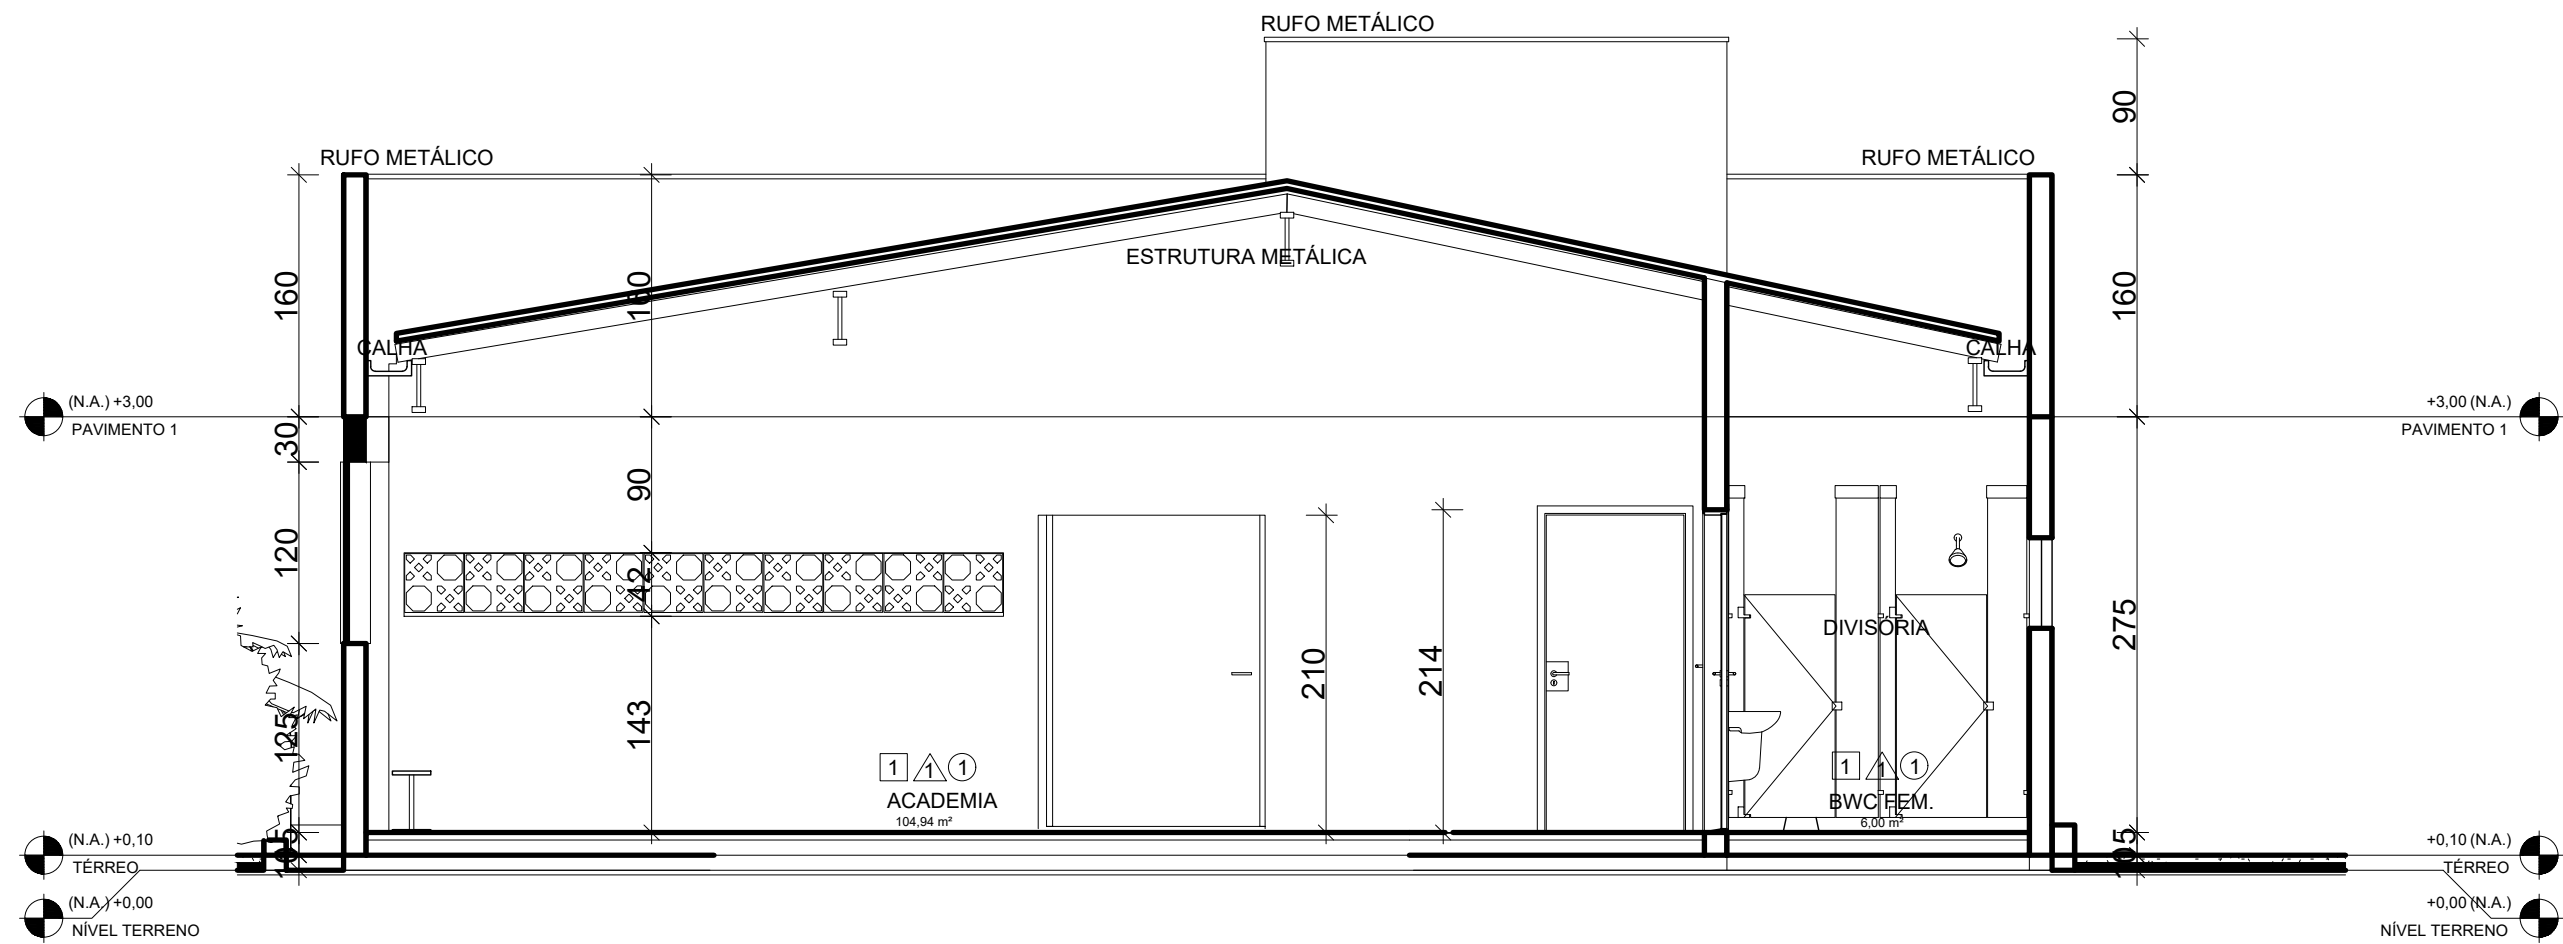 RUFO METÁLICO
90
RUFO METÁLICO
RUFO METÁLICO
ESTRUTURA METÁLICA
160
160
160
CALHA
CALHA
(N.A.) +3,00
PAVIMENTO 1
+3,00 (N.A.)
PAVIMENTO 1
30
90
120
42
275
DIVISÓRIA
210
214
125
143
1 1 1
ACADEMIA
104,94 m²
1 1 1
BWC FEM.
6,00 m²
(N.A.) +0,10
TÉRREO
+0,10 (N.A.)
TÉRREO
(N.A.) +0,00
NÍVEL TERRENO
+0,00 (N.A.)
NÍVEL TERRENO